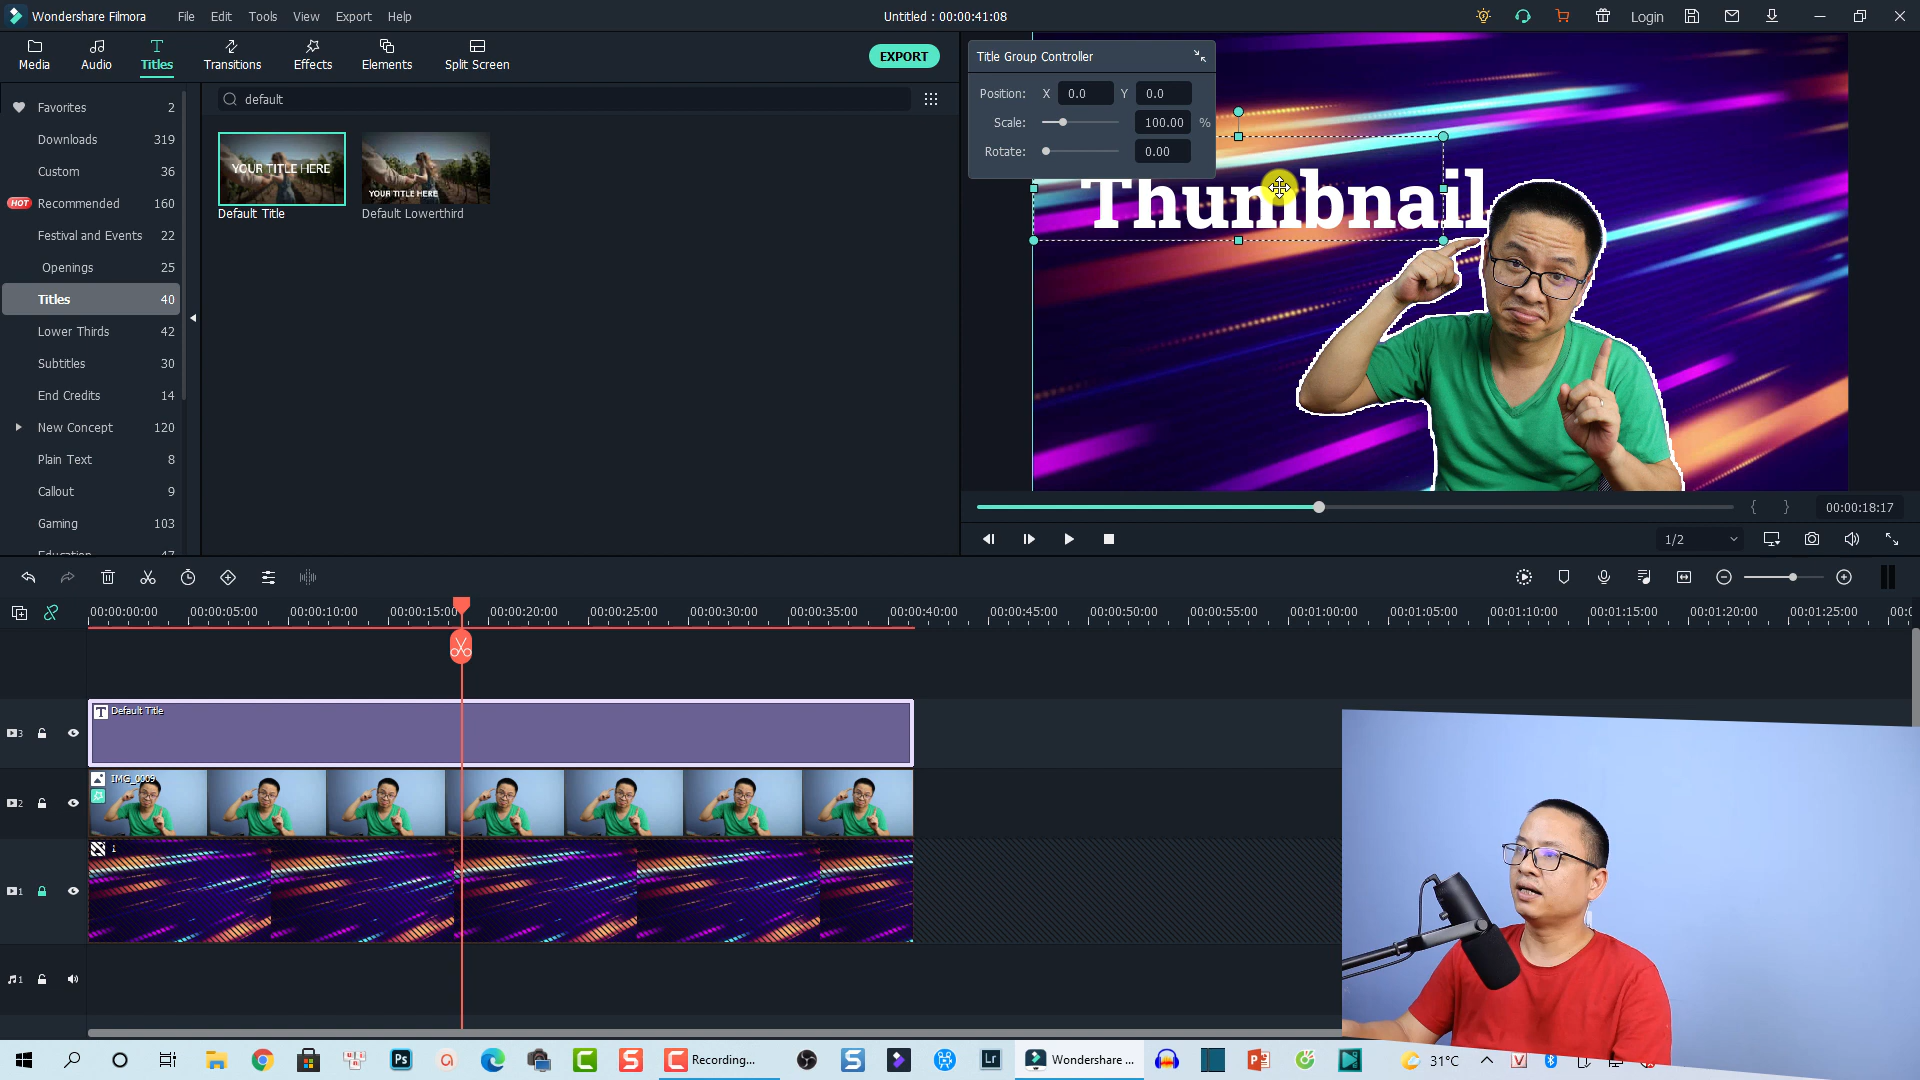 Wondershare Filmora
File Edit Tools View Export Help
Untitled : 00:00:41:08
Login
Media Audio Titles Transitions Effects Elements Split Screen
EXPORT
Favorites 2
Downloads 319
Custom 36
HOT Recommended 160
Festival and Events 22
Openings 25
Titles 40
Lower Thirds 42
Subtitles 30
End Credits 14
New Concept 120
Plain Text 8
Callout 9
Gaming 103
Education 47
default
YOUR TITLE HERE
Default Title
YOUR TITLE HERE
Default Lowerthird
Title Group Controller
Position: X 0.0 Y 0.0
Scale: 100.00 %
Rotate: 0.00
Thumbnail
{ } 00:00:18:17
1/2
00:00:00:00 00:00:05:00 00:00:10:00 00:00:15:00 00:00:20:00 00:00:25:00 00:00:30:00 00:00:35:00 00:00:40:00 00:00:45:00 00:00:50:00 00:00:55:00 00:01:00:00 00:01:05:00 00:01:10:00 00:01:15:00 00:01:20:00 00:01:25:00
3
T Default Title
2
IMG_0009
1
1
1
Ps
Recording...
Lr
Wondershare ...
31°C